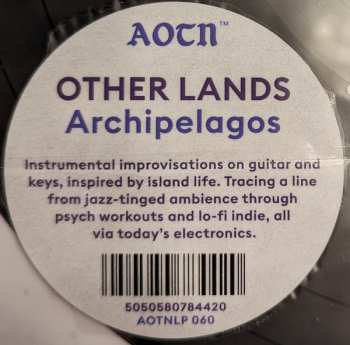 AOTN™
OTHER LANDS
Archipelagos
Instrumental improvisations on guitar and
keys, inspired by island life. Tracing a line
from jazz-tinged ambience through
psych workouts and lo-fi indie, all
via today's electronics.
5050580784420
AOTNLP 060